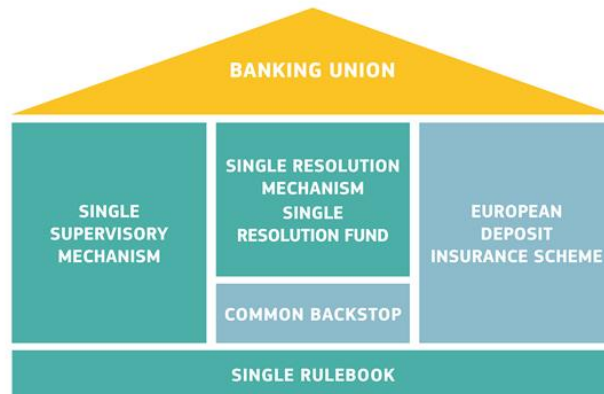 BANKING UNION
SINGLE
SUPERVISORY
MECHANISM
SINGLE RESOLUTION
MECHANISM
SINGLE
RESOLUTION FUND
COMMON BACKSTOP
EUROPEAN
DEPOSIT
INSURANCE SCHEME
SINGLE RULEBOOK